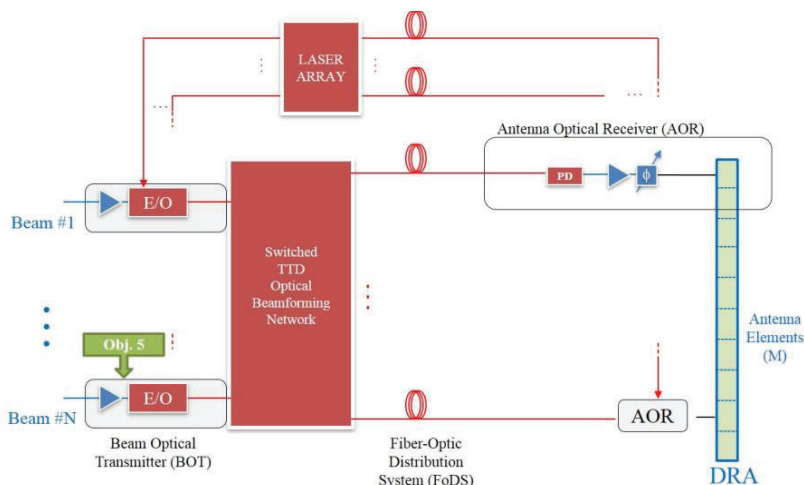 LASER
ARRAY
Antenna Optical Receiver (AOR)
PD
ϕ
E/O
Beam #1
Switched
TTD
Optical
Beamforming
Network
Obj. 5
Antenna
Elements
(M)
E/O
Beam #N
AOR
Beam Optical
Transmitter (BOT)
Fiber-Optic
Distribution
System (FoDS)
DRA